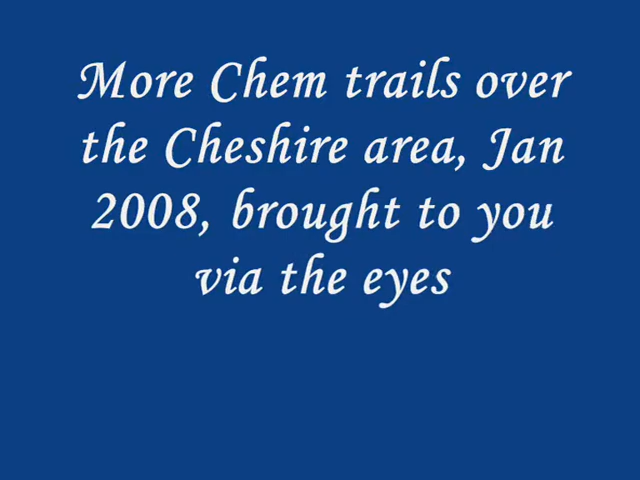 More Chem trails over
the Cheshire area, Jan
2008, brought to you
via the eyes